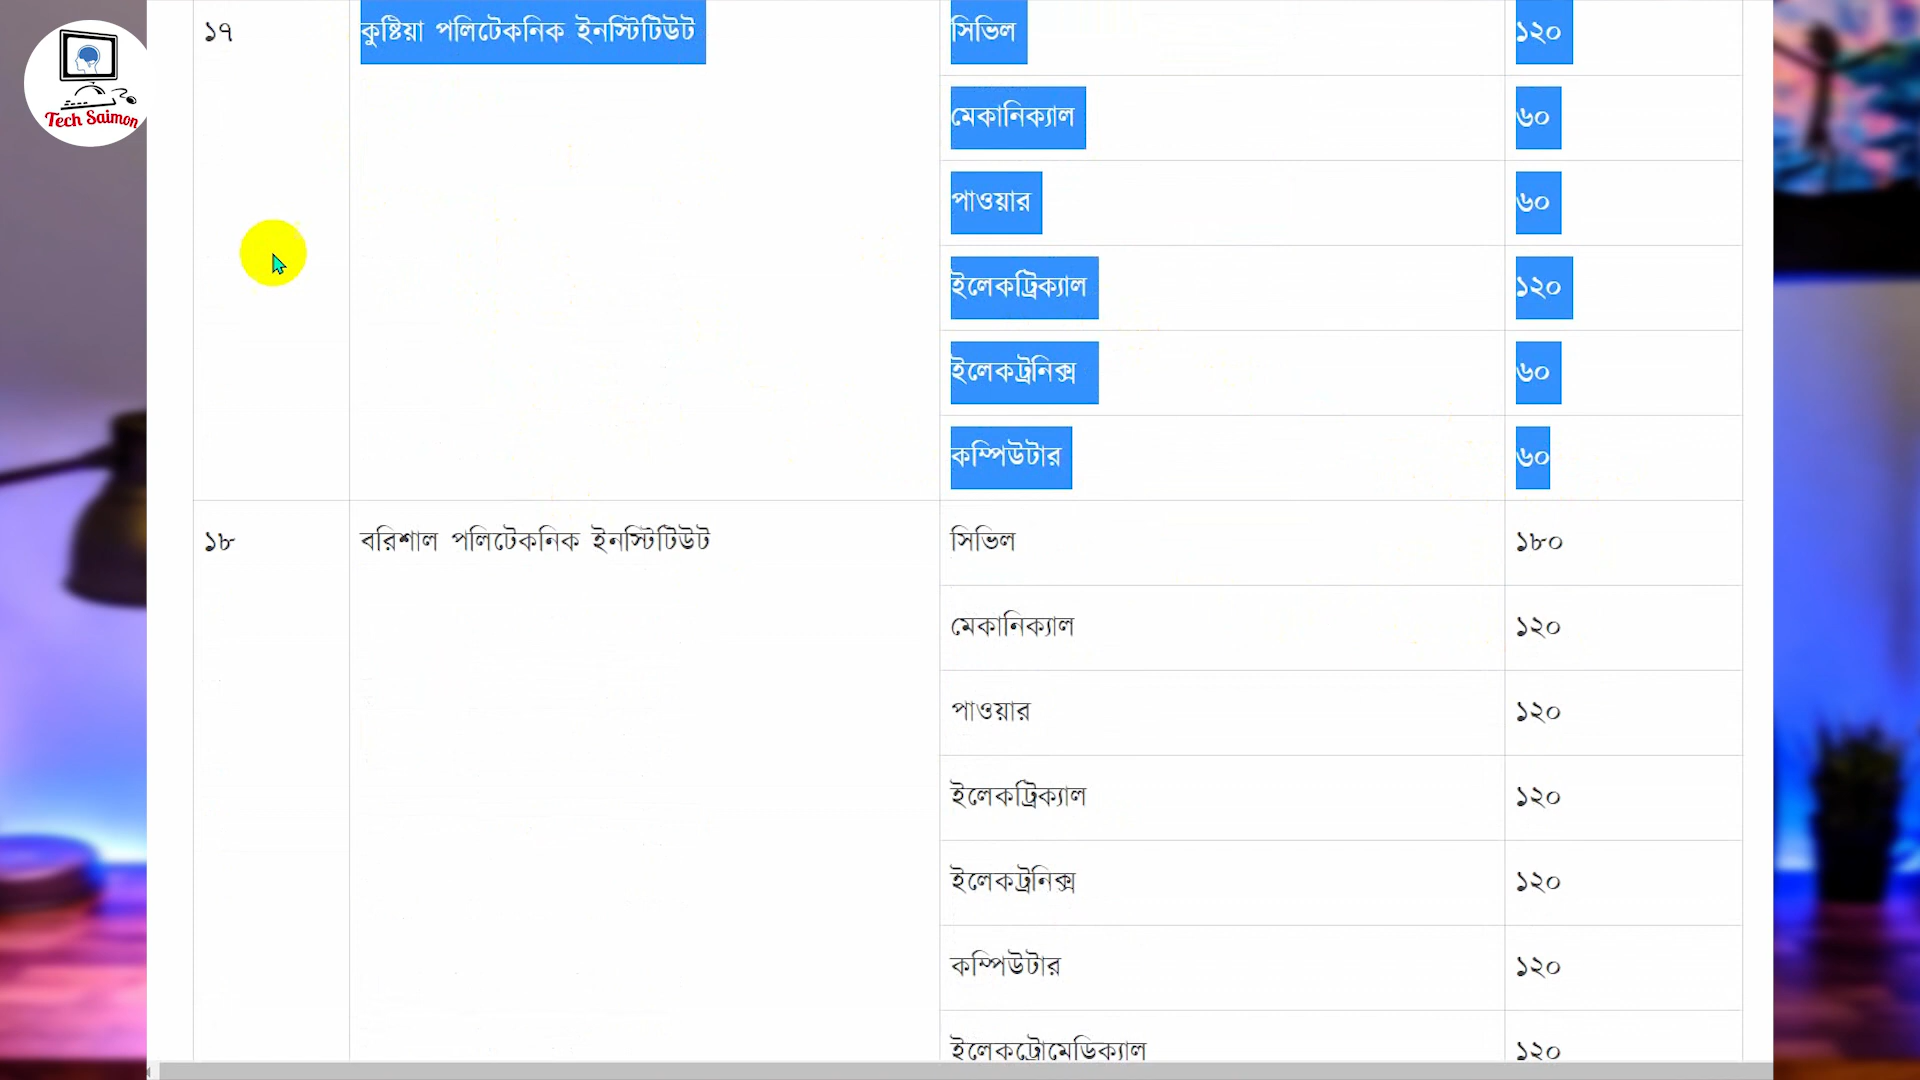 Tech Saimon
১৭ কুষ্টিয়া পলিটেকনিক ইনস্টিটিউট সিভিল ১২০
মেকানিক্যাল ৬০
পাওয়ার ৬০
ইলেকট্রিক্যাল ১২০
ইলেকট্রনিক্স ৬০
কম্পিউটার ৬০
১৮ বরিশাল পলিটেকনিক ইনস্টিটিউট সিভিল ১৮০
মেকানিক্যাল ১২০
পাওয়ার ১২০
ইলেকট্রিক্যাল ১২০
ইলেকট্রনিক্স ১২০
কম্পিউটার ১২০
ইলেকট্রোমেডিক্যাল ১২০